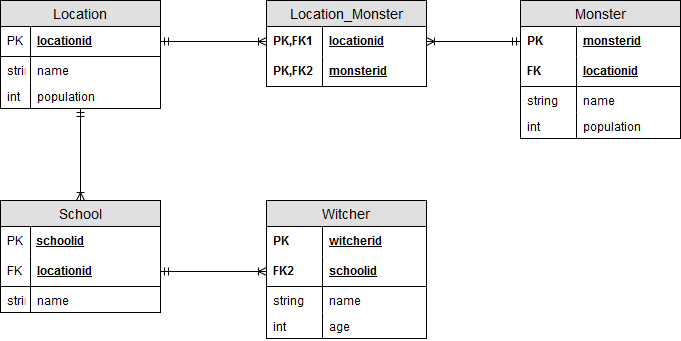 Location
PK locationid
stri name
int population
Location_Monster
PK,FK1 locationid
PK,FK2 monsterid
Monster
PK monsterid
FK locationid
string name
int population
School
PK schoolid
FK locationid
stri name
Witcher
PK witcherid
FK2 schoolid
string name
int age